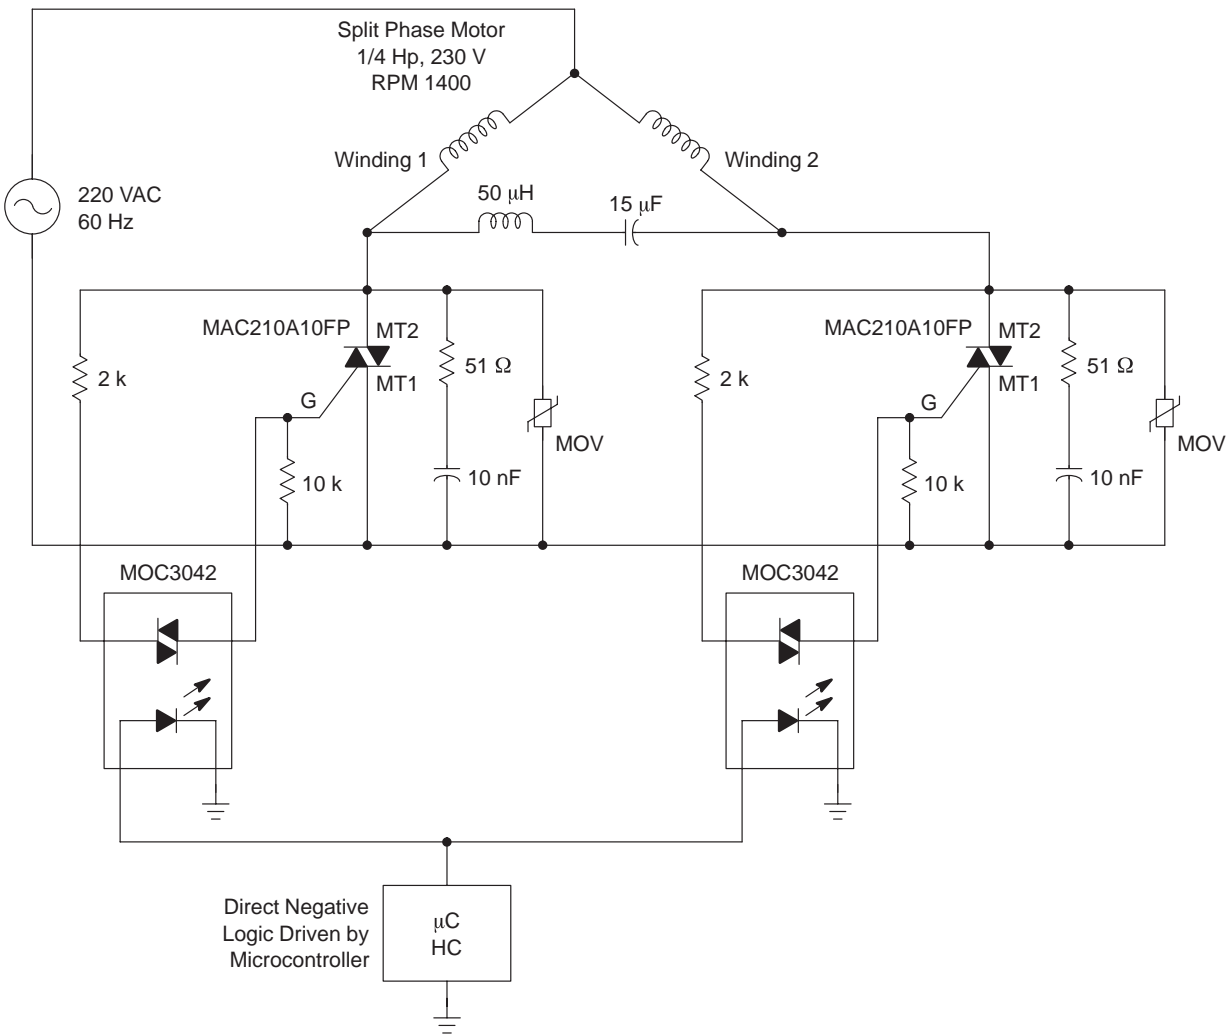 Split Phase Motor
1/4 Hp, 230 V
RPM 1400
Winding 1
Winding 2
220 VAC
60 Hz
50 μH
15 μF
MAC210A10FP
MT2
MT1
2 k
51 Ω
G
MOV
10 k
10 nF
MAC210A10FP
MT2
MT1
2 k
51 Ω
G
MOV
10 k
10 nF
MOC3042
MOC3042
Direct Negative
Logic Driven by
Microcontroller
μC
HC